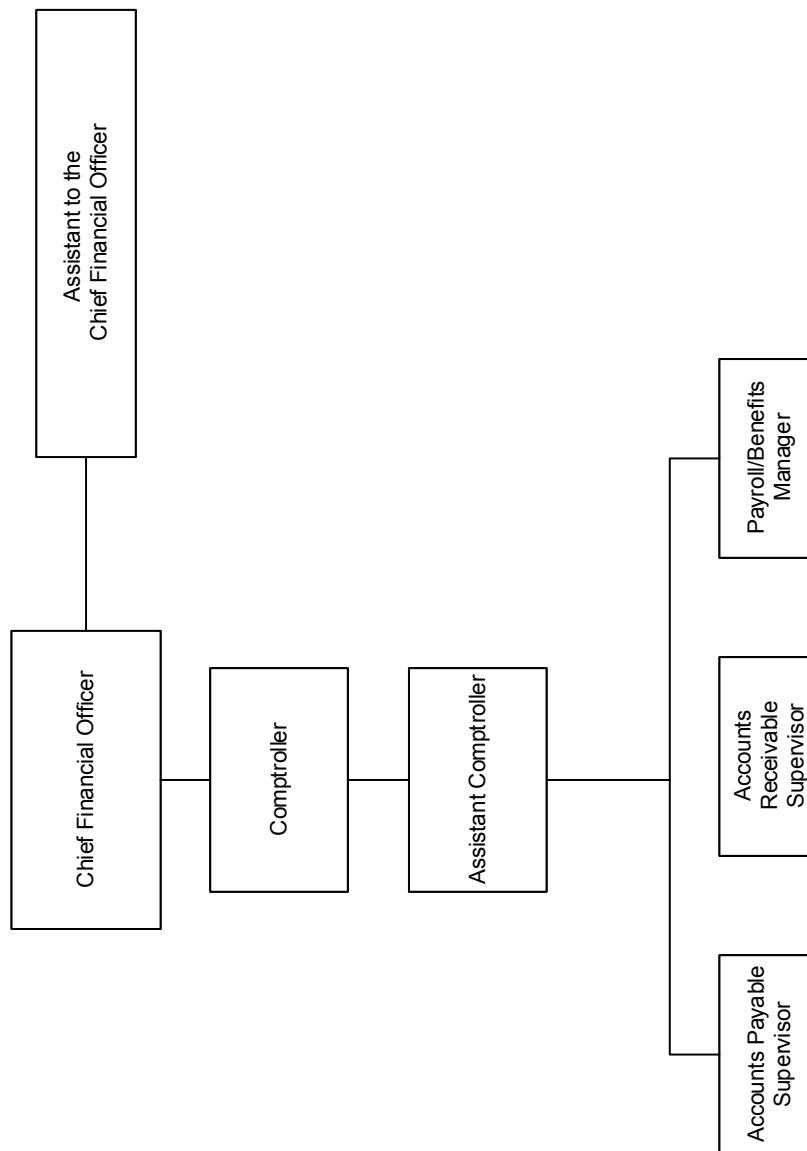 Assistant to the
Chief Financial Officer
Chief Financial Officer
Comptroller
Assistant Comptroller
Payroll/Benefits
Manager
Accounts
Receivable
Supervisor
Accounts Payable
Supervisor